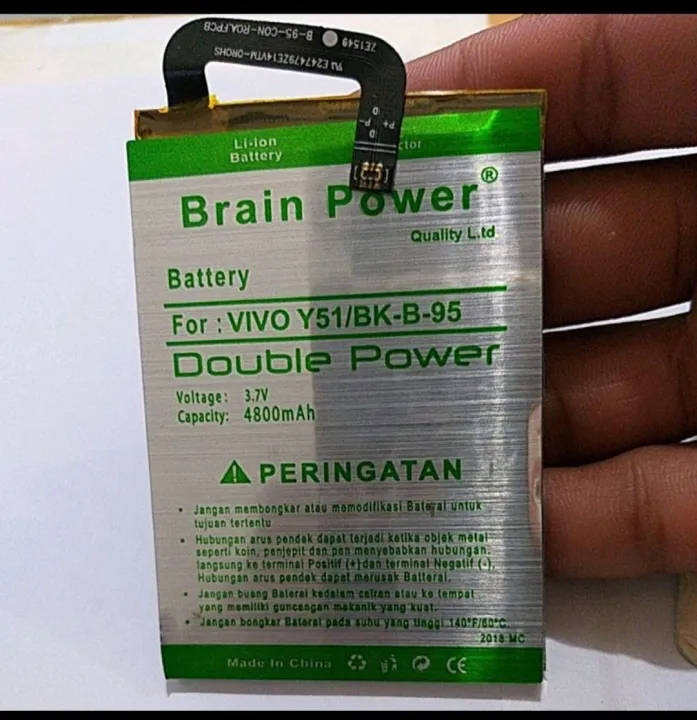 B-95-CON-ROA.FPCB
ZE1549
E247479ZE14VTM-0ROHS
P+ P-
Li-ion
Battery
ctor
Brain Power®
Quality L.td
Battery
For : VIVO Y51/BK-B-95
Double Power
Voltage: 3.7V
Capacity: 4800mAh
PERINGATAN
• Jangan membongkar atau memodifikasi Baterai untuk
tujuan tertentu
• Hubungan arus pendek dapat terjadi ketika objek metal
seperti koin, penjepit dan pen menyebabkan hubungan.
langsung ke terminal Positif (+)dan terminal Negatif (-),
Hubungan arus pendek dapat merusak Batterai.
• Jangan buang Baterai kedalam cairan atau ke tempat
yang memiliki guncangan mekanik yang kuat.
• Jangan bongkar Baterai pada suhu yang tinggi 140°F/60°C.
2018 MC
Made In China
CE